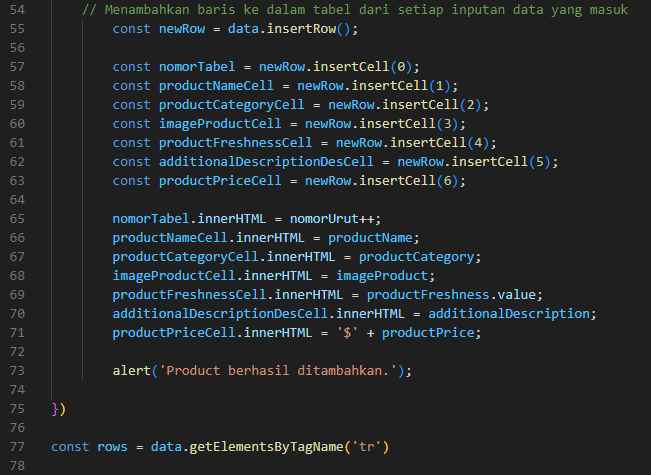 54 // Menambahkan baris ke dalam tabel dari setiap inputan data yang masuk
55 const newRow = data.insertRow();
56
57 const nomorTabel = newRow.insertCell(0);
58 const productNameCell = newRow.insertCell(1);
59 const productCategoryCell = newRow.insertCell(2);
60 const imageProductCell = newRow.insertCell(3);
61 const productFreshnessCell = newRow.insertCell(4);
62 const additionalDescriptionDesCell = newRow.insertCell(5);
63 const productPriceCell = newRow.insertCell(6);
64
65 nomorTabel.innerHTML = nomorUrut++;
66 productNameCell.innerHTML = productName;
67 productCategoryCell.innerHTML = productCategory;
68 imageProductCell.innerHTML = imageProduct;
69 productFreshnessCell.innerHTML = productFreshness.value;
70 additionalDescriptionDesCell.innerHTML = additionalDescription;
71 productPriceCell.innerHTML = '$' + productPrice;
72
73 alert('Product berhasil ditambahkan.');
74
75 })
76
77 const rows = data.getElementsByTagName('tr')
78